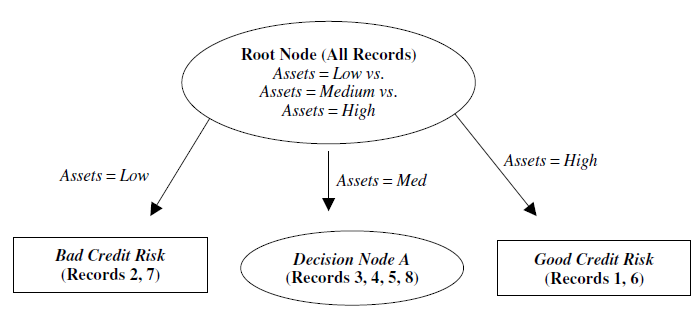 Root Node (All Records)
Assets = Low vs.
Assets = Medium vs.
Assets = High
Assets = Low
Assets = Med
Assets = High
Bad Credit Risk
(Records 2, 7)
Decision Node A
(Records 3, 4, 5, 8)
Good Credit Risk
(Records 1, 6)